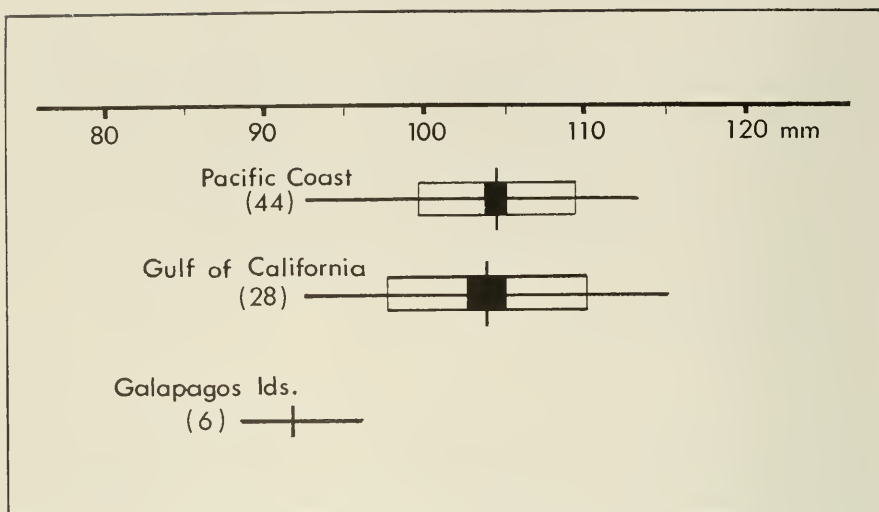 80 90 100 110 120 mm
Pacific Coast
(44)
Gulf of California
(28)
Galapagos Ids.
(6)